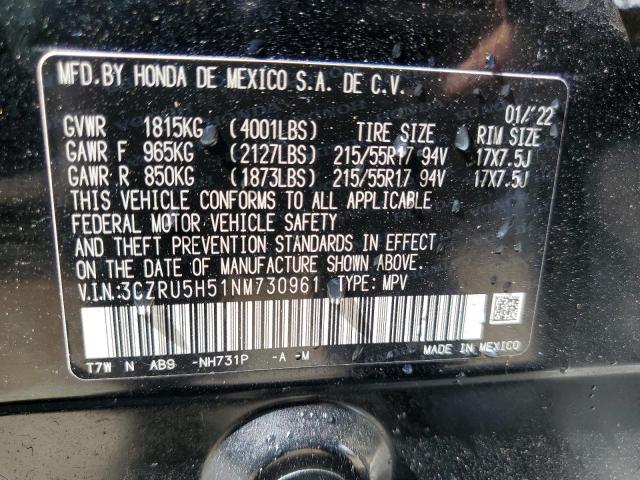 MFD.BY HONDA DE MEXICO S.A. DE C.V.
01/'22
GVWR 1815KG (4001LBS) TIRE SIZE RIM SIZE
GAWR F 965KG (2127LBS) 215/55R17 94V 17X7.5J
GAWR R 850KG (1873LBS) 215/55R17 94V 17X7.5J
THIS VEHICLE CONFORMS TO ALL APPLICABLE
FEDERAL MOTOR VEHICLE SAFETY
AND THEFT PREVENTION STANDARDS IN EFFECT
ON THE DATE OF MANUFACTURE SHOWN ABOVE.
V.I.N:3CZRU5H51NM730961 TYPE: MPV
T7W N AB9 -NH731P -A -M MADE IN MEXICO